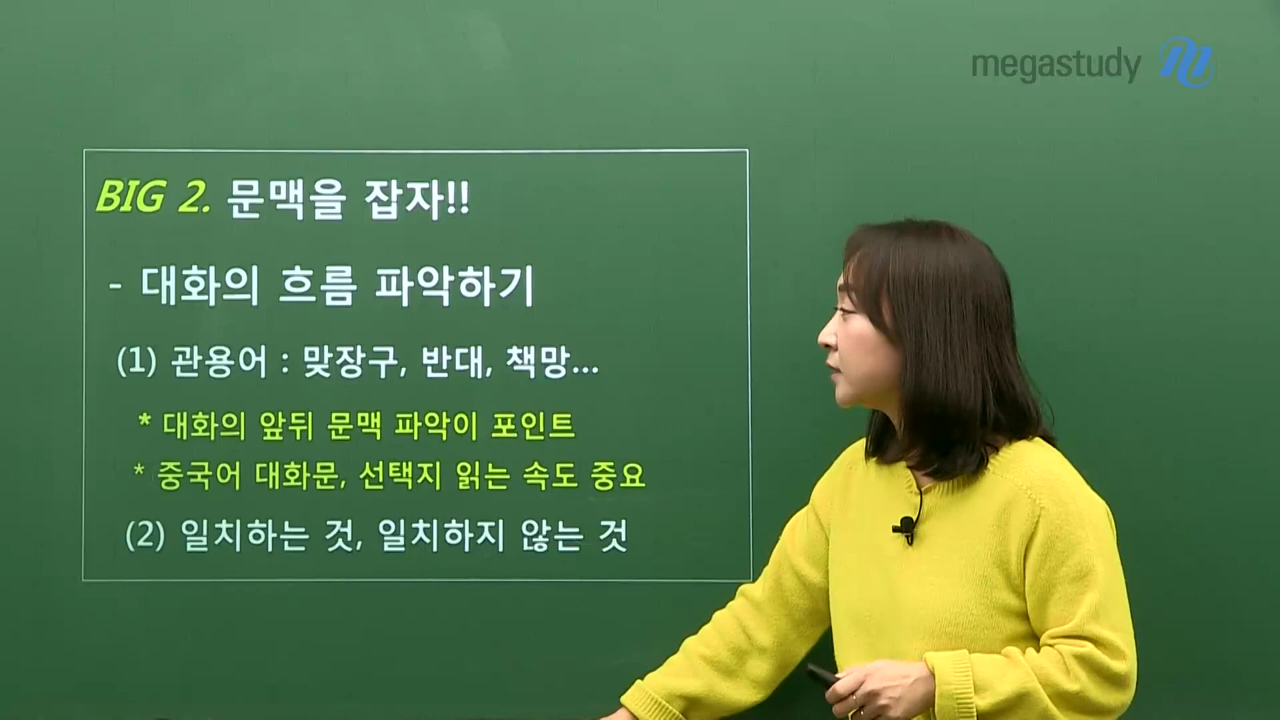 megastudy
BIG 2. 문맥을 잡자!!
- 대화의 흐름 파악하기
(1) 관용어 : 맞장구, 반대, 책망...
* 대화의 앞뒤 문맥 파악이 포인트
* 중국어 대화문, 선택지 읽는 속도 중요
(2) 일치하는 것, 일치하지 않는 것